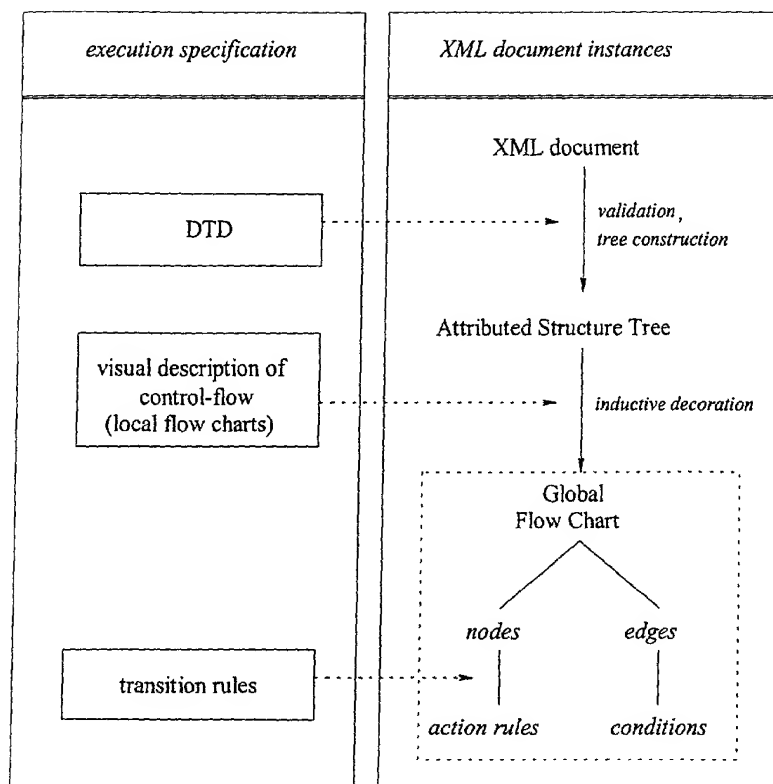 execution specification
XML document instances
XML document
DTD
validation,
tree construction
Attributed Structure Tree
visual description of
control-flow
(local flow charts)
inductive decoration
Global
Flow Chart
nodes
edges
transition rules
action rules
conditions